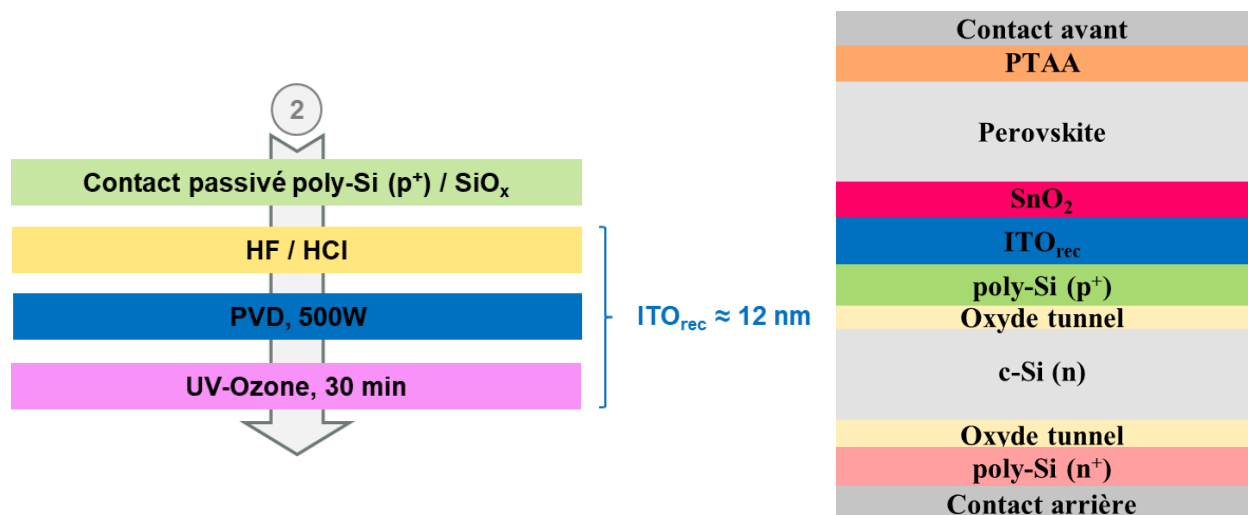 2
Contact passivé poly-Si (p⁺) / SiOₓ
HF / HCl
PVD, 500W
UV-Ozone, 30 min
ITOrec ≈ 12 nm
Contact avant
PTAA
Perovskite
SnO₂
ITOrec
poly-Si (p⁺)
Oxyde tunnel
c-Si (n)
Oxyde tunnel
poly-Si (n⁺)
Contact arrière